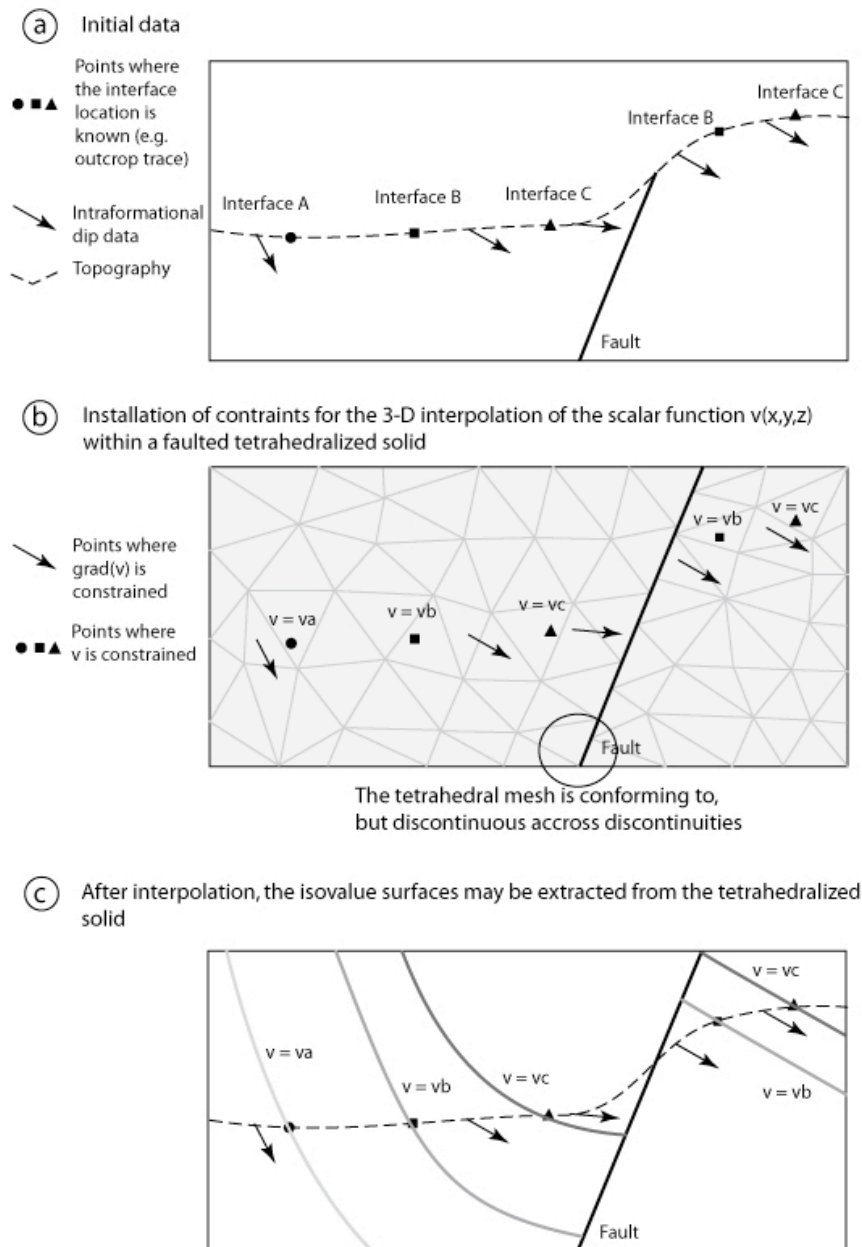 a Initial data
Points where
the interface
location is
known (e.g.
outcrop trace)
Intraformational
dip data
Topography
Interface A
Interface B
Interface C
Interface B
Interface C
Fault
b Installation of contraints for the 3-D interpolation of the scalar function v(x,y,z)
within a faulted tetrahedralized solid
Points where
grad(v) is
constrained
Points where
v is constrained
v = va
v = vb
v = vc
v = vb
v = vc
Fault
The tetrahedral mesh is conforming to,
but discontinuous accross discontinuities
c After interpolation, the isovalue surfaces may be extracted from the tetrahedralized
solid
v = va
v = vb
v = vc
v = vc
v = vb
Fault